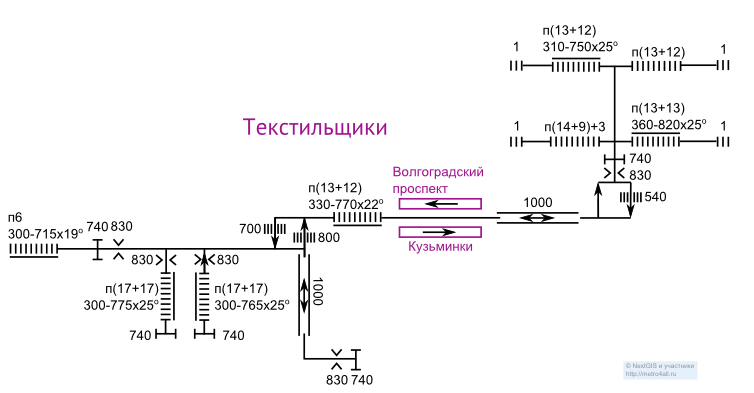 п(13+12)
1
310-750x25°
п(13+12)
1
п(13+13)
360-820x25°
1
п(14+9)+3
1
Текстильщики
740
830
Волгоградский
проспект
п(13+12)
330-770x22°
1000
540
п6
300-715x19°
740 830
700
800
Кузьминки
830
830
п(17+17)
300-775x25°
п(17+17)
300-765x25°
1000
740
740
830 740
© NextGIS и участники
http://metro4all.ru